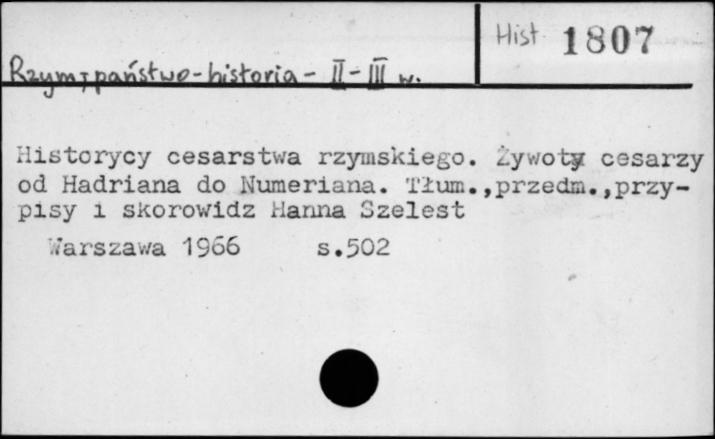 Hist 1807
Rzym, państwo - historia - II - III w.
Historycy cesarstwa rzymskiego. Żywoty cesarzy
od Hadriana do Numeriana. Tłum.,przedm.,przy-
pisy i skorowidz Hanna Szelest
Warszawa 1966 s.502